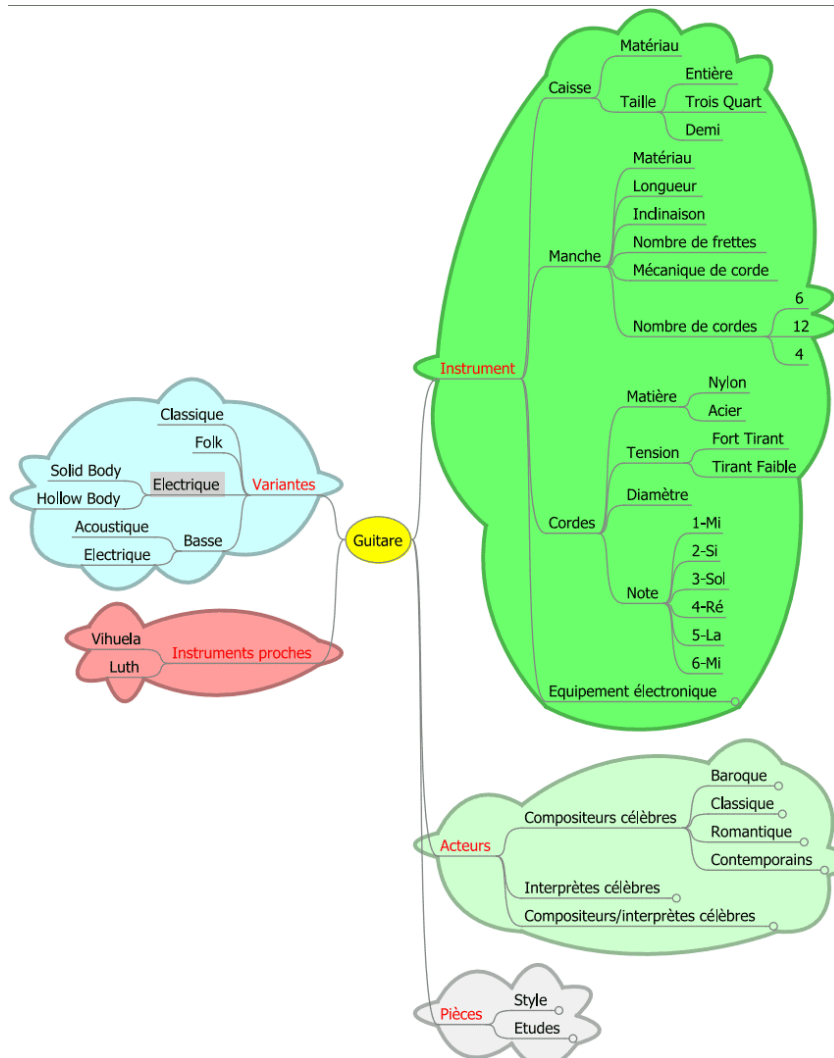 Matériau
Caisse
Entière
Taille
Trois Quart
Demi
Matériau
Longueur
Inclinaison
Nombre de frettes
Manche
Mécanique de corde
6
Nombre de cordes
12
4
Instrument
Nylon
Matière
Acier
Fort Tirant
Tension
Tirant Faible
Diamètre
Cordes
1-Mi
2-Si
3-Sol
Note
4-Ré
5-La
6-Mi
Equipement électronique
Classique
Folk
Solid Body
Electrique
Variantes
Hollow Body
Acoustique
Basse
Electrique
Guitare
Vihuela
Instruments proches
Luth
Baroque
Compositeurs célèbres
Classique
Romantique
Contemporains
Acteurs
Interprètes célèbres
Compositeurs/interprètes célèbres
Style
Pièces
Etudes